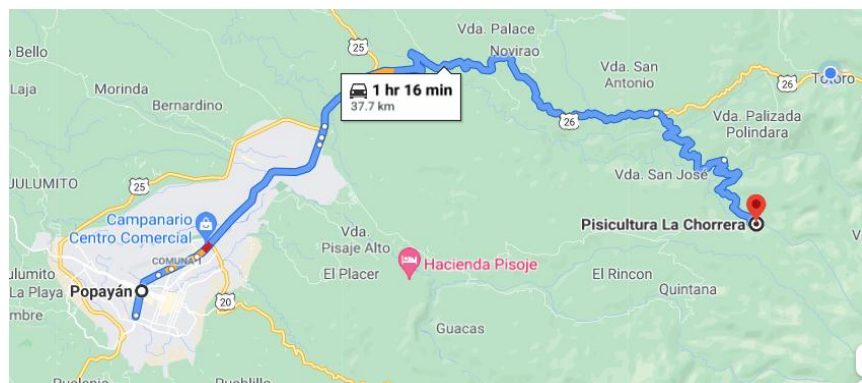 Vda. Palace
Novirao
25
o Bello
Laja
Morinda
Bernardino
1 hr 16 min
37.7 km
Vda. San
Antonio
26
Totoró
26
Vda. Palizada
Polindara
26
JULUMITO
25
Vda. San José
Campanario
Centro Comercial
Vda.
Pisaje Alto
Pisicultura La Chorrera
COMUNA 1
El Placer
Hacienda Pisoje
El Rincon
Julumito
La Playa
Popayán
Quintana
mbre
20
Guacas